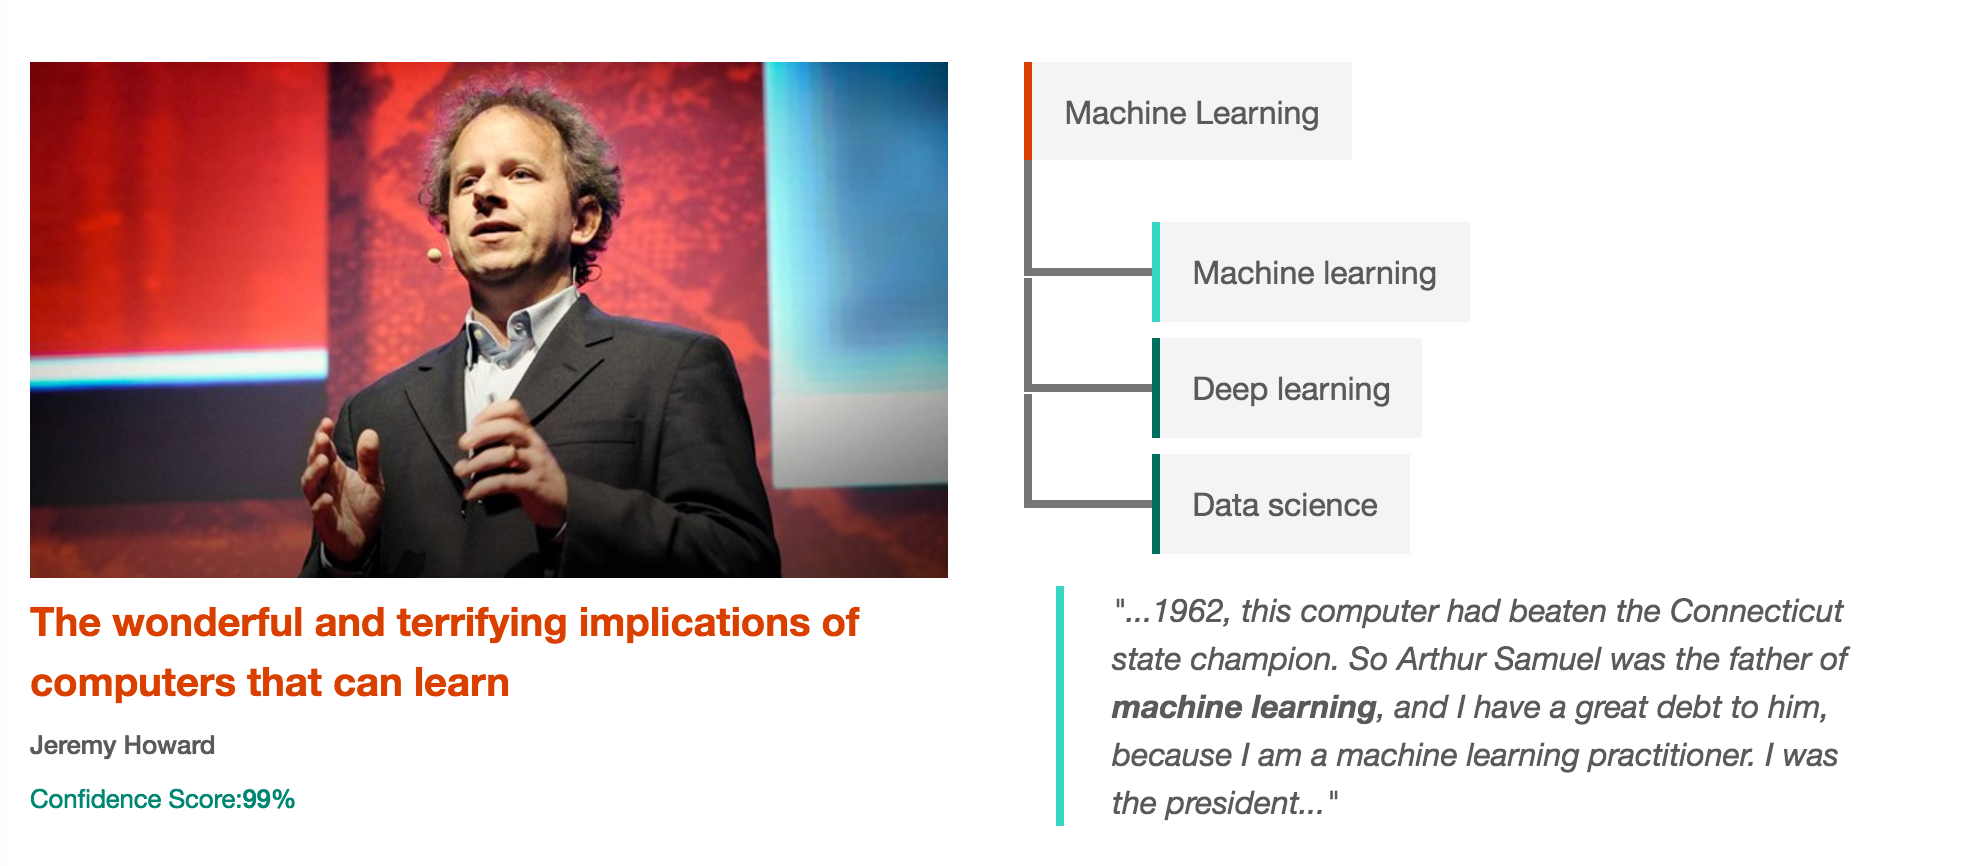 The wonderful and terrifying implications of
computers that can learn
Jeremy Howard
Confidence Score:99%
Machine Learning
Machine learning
Deep learning
Data science
"...1962, this computer had beaten the Connecticut
state champion. So Arthur Samuel was the father of
machine learning, and I have a great debt to him,
because I am a machine learning practitioner. I was
the president..."